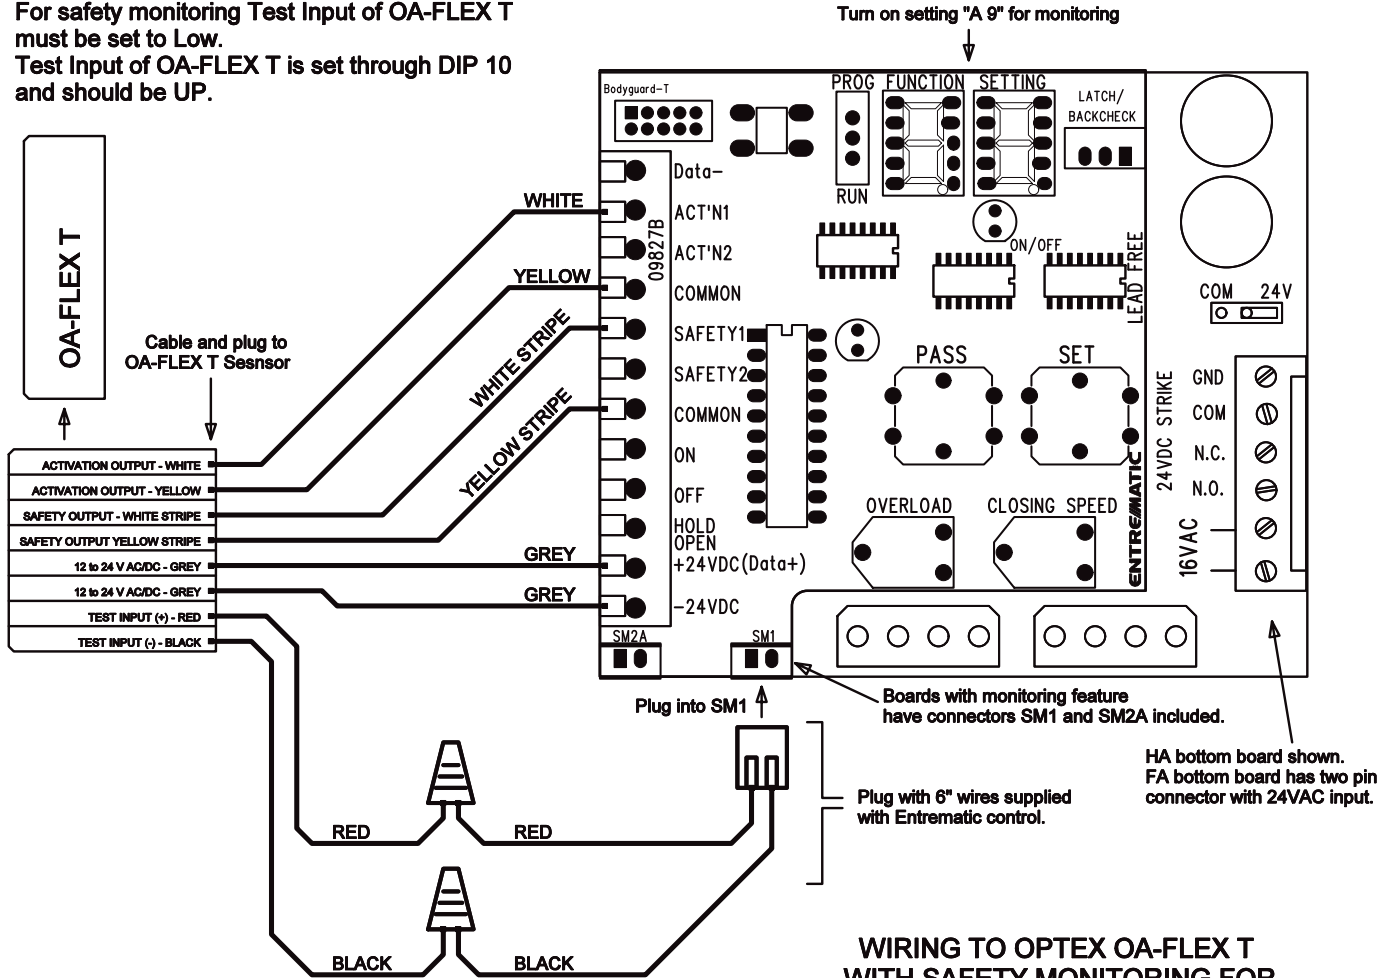 For safety monitoring Test Input of OA-FLEX T
must be set to Low.
Test Input of OA-FLEX T is set through DIP 10
and should be UP.
Turn on setting "A 9" for monitoring
Bodyguard-T
PROG
FUNCTION
SETTING
LATCH/
BACKCHECK
RUN
Data-
ACT'N1
ACT'N2
COMMON
SAFETY1
SAFETY2
COMMON
ON
OFF
HOLD
OPEN
+24VDC(Data+)
-24VDC
09827B
ON/OFF
LEAD FREE
COM 24V
PASS
SET
24VDC STRIKE
GND
COM
N.C.
N.O.
16VAC
OVERLOAD
CLOSING SPEED
ENTREMATIC
SM2A
SM1
OA-FLEX T
Cable and plug to
OA-FLEX T Sesnsor
WHITE
YELLOW
WHITE STRIPE
YELLOW STRIPE
GREY
GREY
ACTIVATION OUTPUT - WHITE
ACTIVATION OUTPUT - YELLOW
SAFETY OUTPUT - WHITE STRIPE
SAFETY OUTPUT YELLOW STRIPE
12 to 24 V AC/DC - GREY
12 to 24 V AC/DC - GREY
TEST INPUT (+) - RED
TEST INPUT (-) - BLACK
Plug into SM1
Boards with monitoring feature
have connectors SM1 and SM2A included.
HA bottom board shown.
FA bottom board has two pin
connector with 24VAC input.
Plug with 6" wires supplied
with Entrematic control.
RED
RED
BLACK
BLACK
WIRING TO OPTEX OA-FLEX T
WITH SAFETY MONITORING FOR